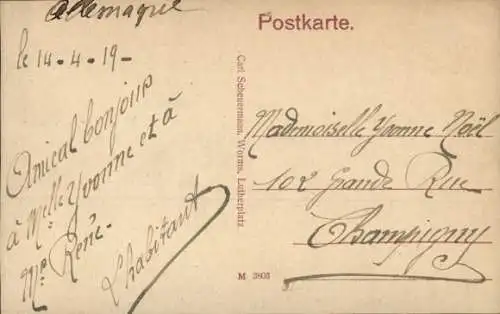 Allemagne
le 14-4-19-
Amical bonjour
à Melle Yvonne et à
Mr René-
L'habitant
Postkarte.
Carl Scheuermann, Worms, Lutherplatz
M 3803
Mademoiselle Yvonne Noël
102 Grande Rue
Champigny